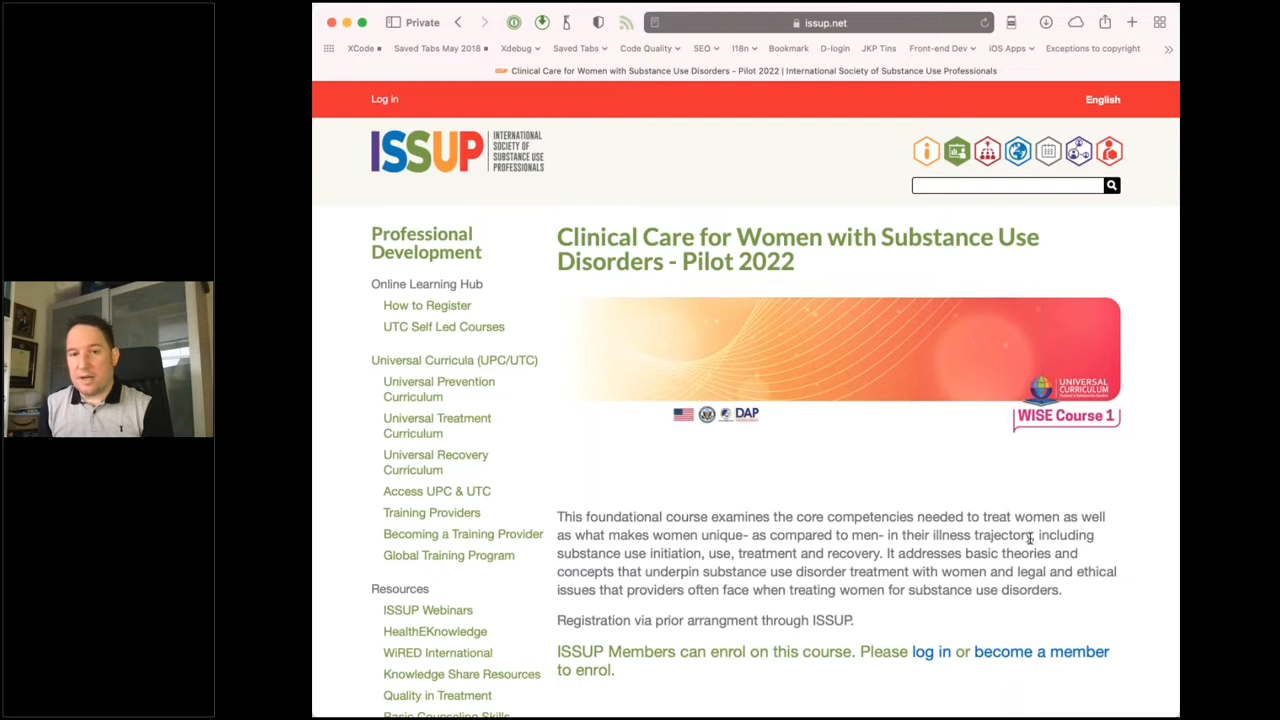 Private
issup.net
XCode
Saved Tabs May 2018
Xdebug
Saved Tabs
Code Quality
SEO
I18n
Bookmark
D-login
JKP Tins
Front-end Dev
iOS Apps
Exceptions to copyright
Clinical Care for Women with Substance Use Disorders - Pilot 2022 | International Society of Substance Use Professionals
Log in
English
ISSUP
INTERNATIONAL
SOCIETY OF
SUBSTANCE USE
PROFESSIONALS
Professional
Development
Online Learning Hub
How to Register
UTC Self Led Courses
Universal Curricula (UPC/UTC)
Universal Prevention
Curriculum
Universal Treatment
Curriculum
Universal Recovery
Curriculum
Access UPC & UTC
Training Providers
Becoming a Training Provider
Global Training Program
Resources
ISSUP Webinars
HealthEKnowledge
WiRED International
Knowledge Share Resources
Quality in Treatment
Basic Counseling Skills
Clinical Care for Women with Substance Use
Disorders - Pilot 2022
UNIVERSAL
CURRICULUM
DAP
WISE Course 1
This foundational course examines the core competencies needed to treat women as well
as what makes women unique- as compared to men- in their illness trajectory, including
substance use initiation, use, treatment and recovery. It addresses basic theories and
concepts that underpin substance use disorder treatment with women and legal and ethical
issues that providers often face when treating women for substance use disorders.
Registration via prior arrangment through ISSUP.
ISSUP Members can enrol on this course. Please log in or become a member
to enrol.